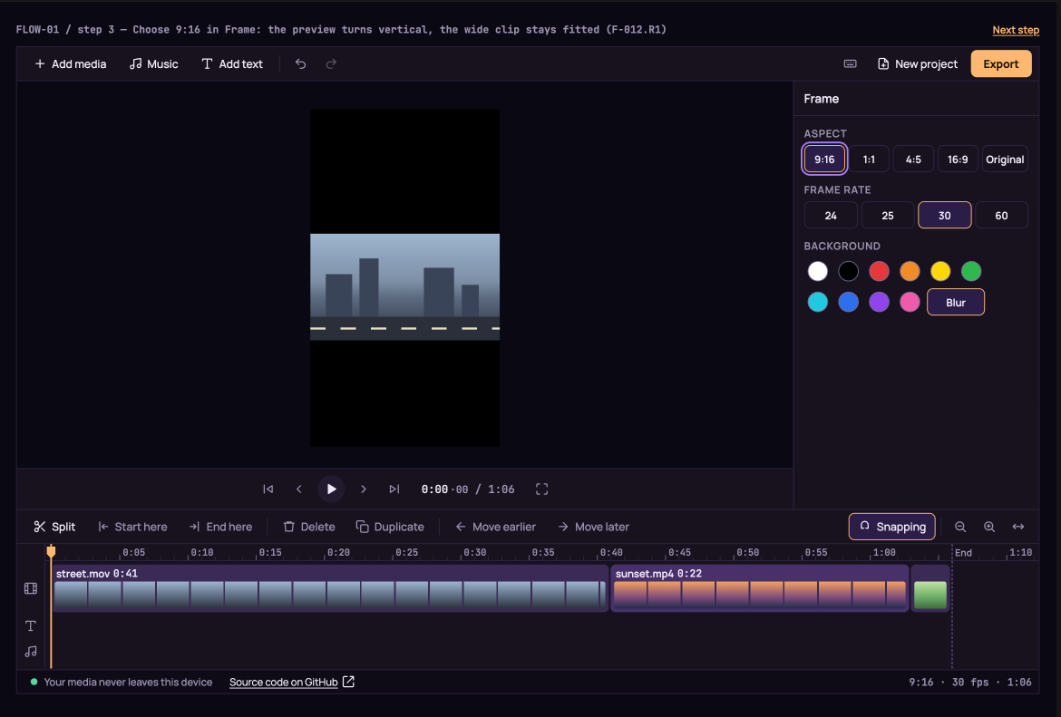 FLOW-01 / step 3 — Choose 9:16 in Frame: the preview turns vertical, the wide clip stays fitted (F-012.R1)
Next step
Add media
Music
Add text
New project
Export
Frame
ASPECT
9:16
1:1
4:5
16:9
Original
FRAME RATE
24
25
30
60
BACKGROUND
Blur
0:00·00 / 1:06
Split
Start here
End here
Delete
Duplicate
Move earlier
Move later
Snapping
0:05
0:10
0:15
0:20
0:25
0:30
0:35
0:40
0:45
0:50
0:55
1:00
End
1:10
street.mov 0:41
sunset.mp4 0:22
Your media never leaves this device
Source code on GitHub
9:16 · 30 fps · 1:06